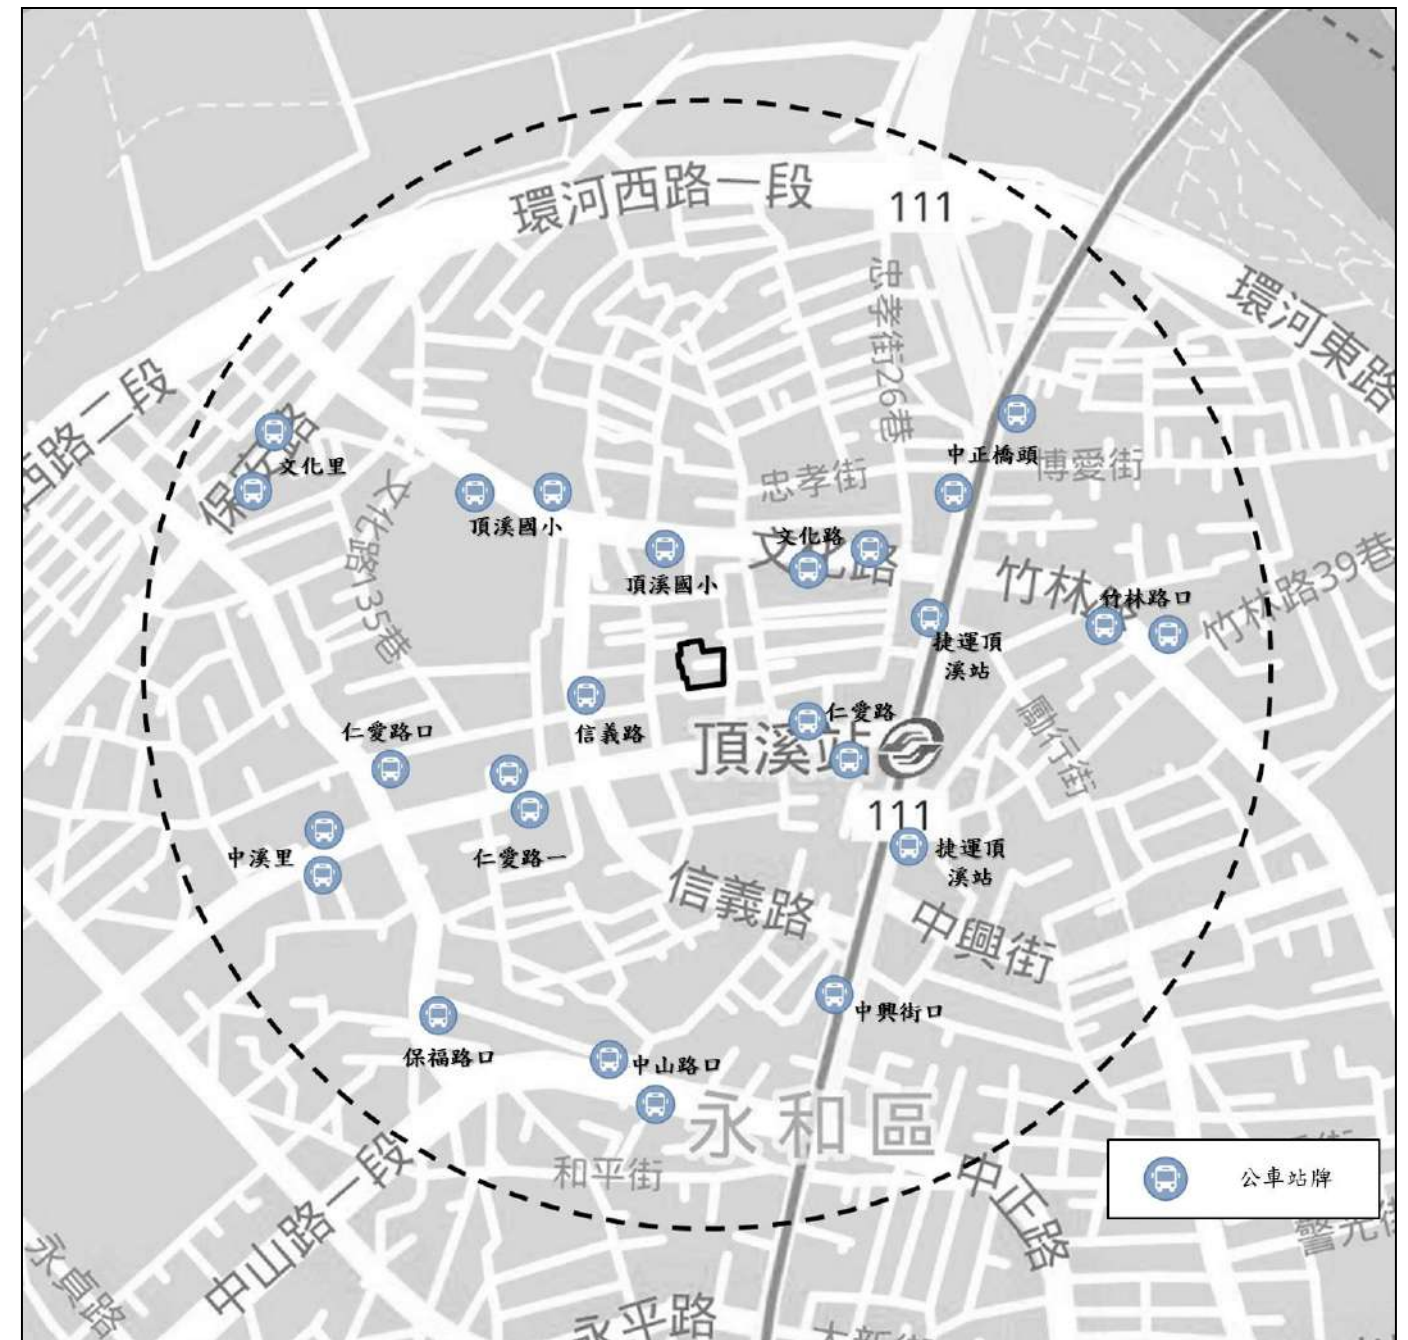 環河西路一段
111
忠孝街26巷
環河東路
西路二段
保安路
文化里
文化路35巷
頂溪國小
中正橋頭
博愛街
忠孝街
文化路
文化路
頂溪國小
竹林路
竹林路口
竹林路39巷
捷運頂
溪站
勵行街
仁愛路口
信義路
仁愛路
頂溪站
111
中溪里
仁愛路一
捷運頂
溪站
信義路
中興街
中興街口
保福路口
中山路口
永和區
和平街
中山路一段
中正路
公車站牌
永貞路
永平路